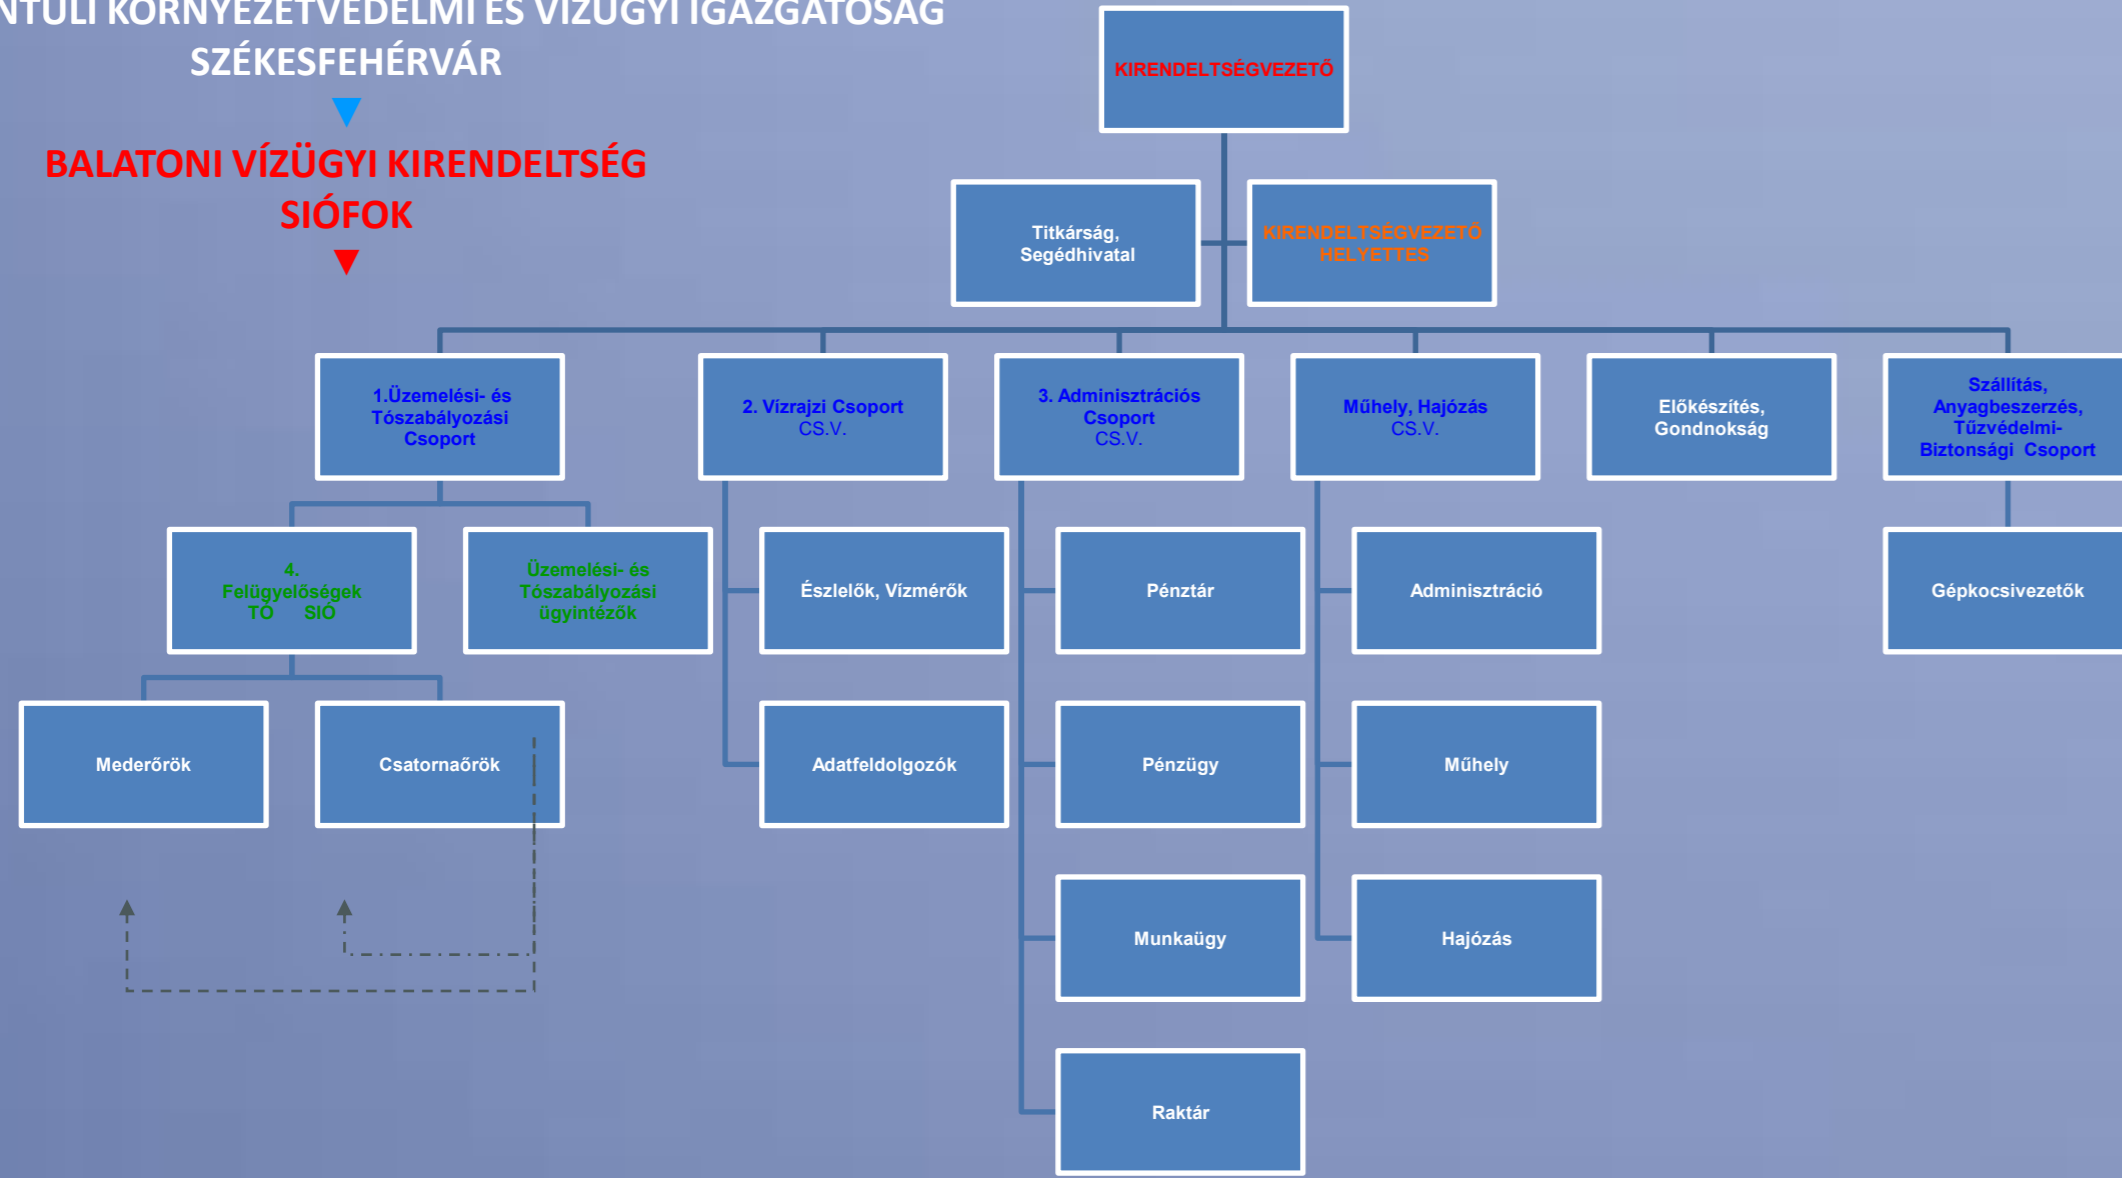 KÖRNYEZETVÉDELMI ÉS VÍZÜGYI IGAZGATÓSÁG
SZÉKESFEHÉRVÁR
BALATONI VÍZÜGYI KIRENDELTSÉG
SIÓFOK
KIRENDELTSÉGVEZETŐ
Titkárság,
Segédhivatal
KIRENDELTSÉGVEZETŐ
HELYETTES
1.Üzemelési- és
Tószabályozási
Csoport
2. Vízrajzi Csoport
CS.V.
3. Adminisztrációs
Csoport
CS.V.
Műhely, Hajózás
CS.V.
Előkészítés,
Gondnokság
Szállítás,
Anyagbeszerzés,
Tűzvédelmi-
Biztonsági Csoport
4.
Felügyelőségek
TÓ SIÓ
Üzemelési- és
Tószabályozási
ügyintézők
Észlelők, Vízmérők
Pénztár
Adminisztráció
Gépkocsivezetők
Mederőrök
Csatornaőrök
Adatfeldolgozók
Pénzügy
Műhely
Munkaügy
Hajózás
Raktár